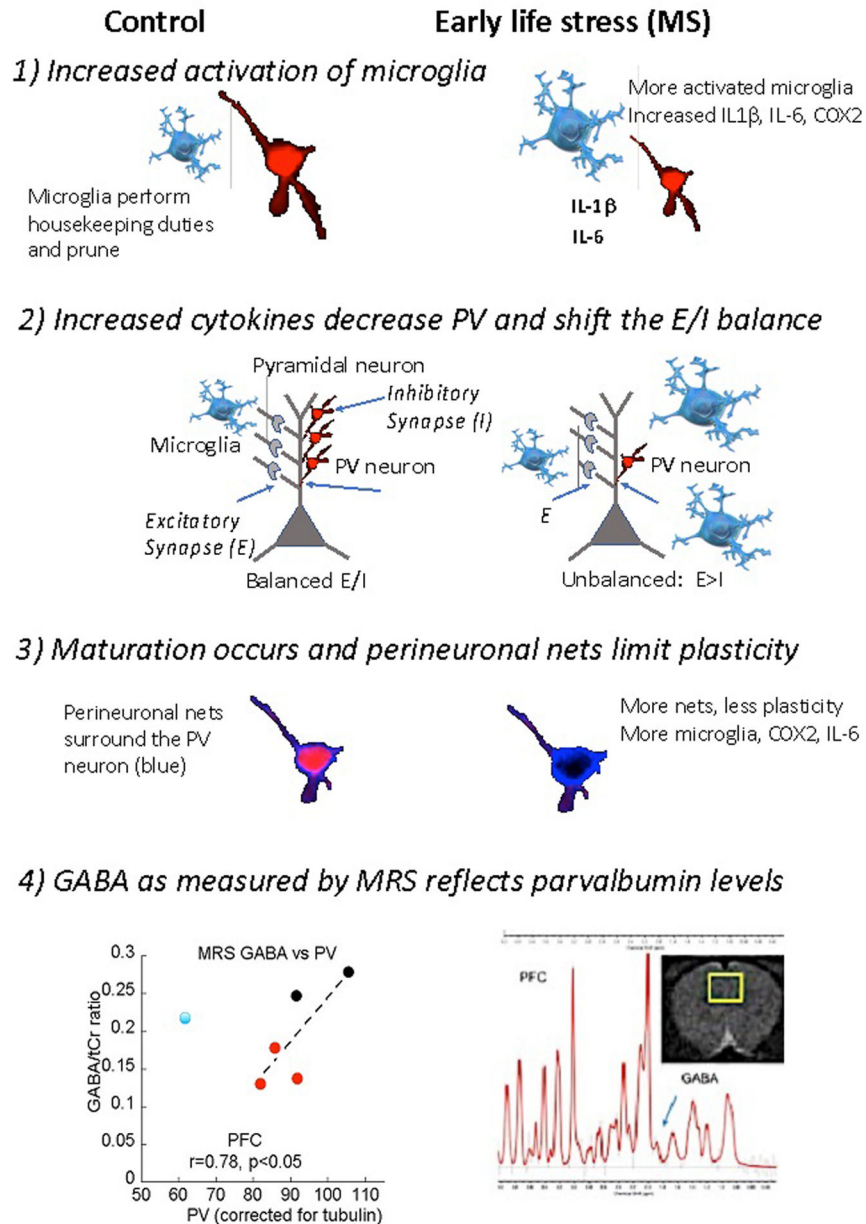 Control
Early life stress (MS)
1) Increased activation of microglia
Microglia perform
housekeeping duties
and prune
More activated microglia
Increased IL1β, IL-6, COX2
IL-1β
IL-6
2) Increased cytokines decrease PV and shift the E/I balance
Pyramidal neuron
Inhibitory
Synapse (I)
Microglia
PV neuron
Excitatory
Synapse (E)
Balanced E/I
PV neuron
E
Unbalanced: E>I
3) Maturation occurs and perineuronal nets limit plasticity
Perineuronal nets
surround the PV
neuron (blue)
More nets, less plasticity
More microglia, COX2, IL-6
4) GABA as measured by MRS reflects parvalbumin levels
MRS GABA vs PV
GABA/tCr ratio
0.3
0.25
0.2
0.15
0.1
0.05
0
PFC
r=0.78, p<0.05
50 60 70 80 90 100 110
PV (corrected for tubulin)
PFC
GABA